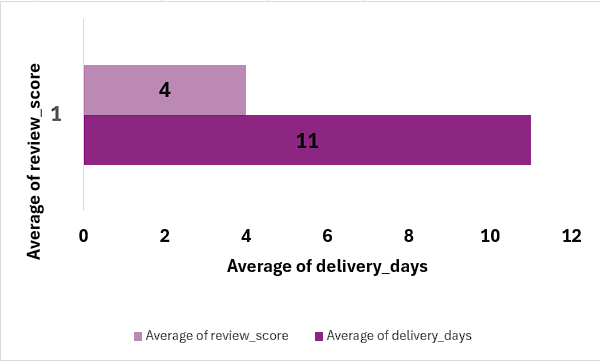 Average of review_score
1
4
11
0 2 4 6 8 10 12
Average of delivery_days
Average of review_score Average of delivery_days